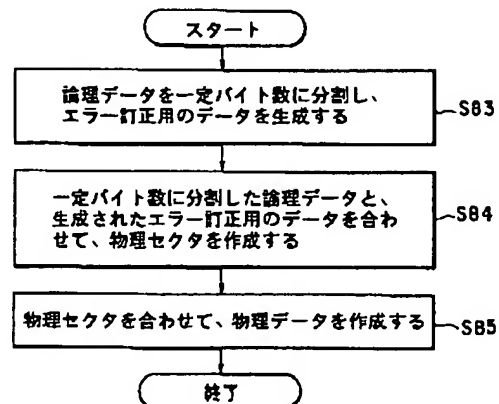 スタート
論理データを一定バイト数に分割し、
エラー訂正用のデータを生成する
SB3
一定バイト数に分割した論理データと、
生成されたエラー訂正用のデータを合わ
せて、物理セクタを作成する
SB4
物理セクタを合わせて、物理データを作成する
SB5
終了